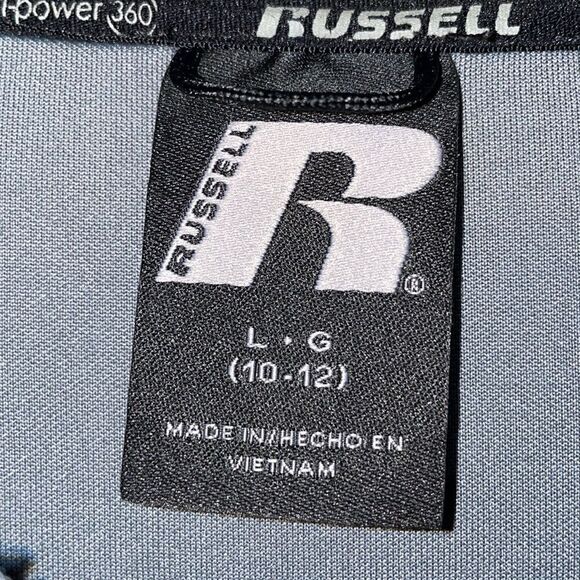 -power 360) RUSSELL
RUSSELL
R®
L • G
(10-12)
MADE IN/HECHO EN
VIETNAM